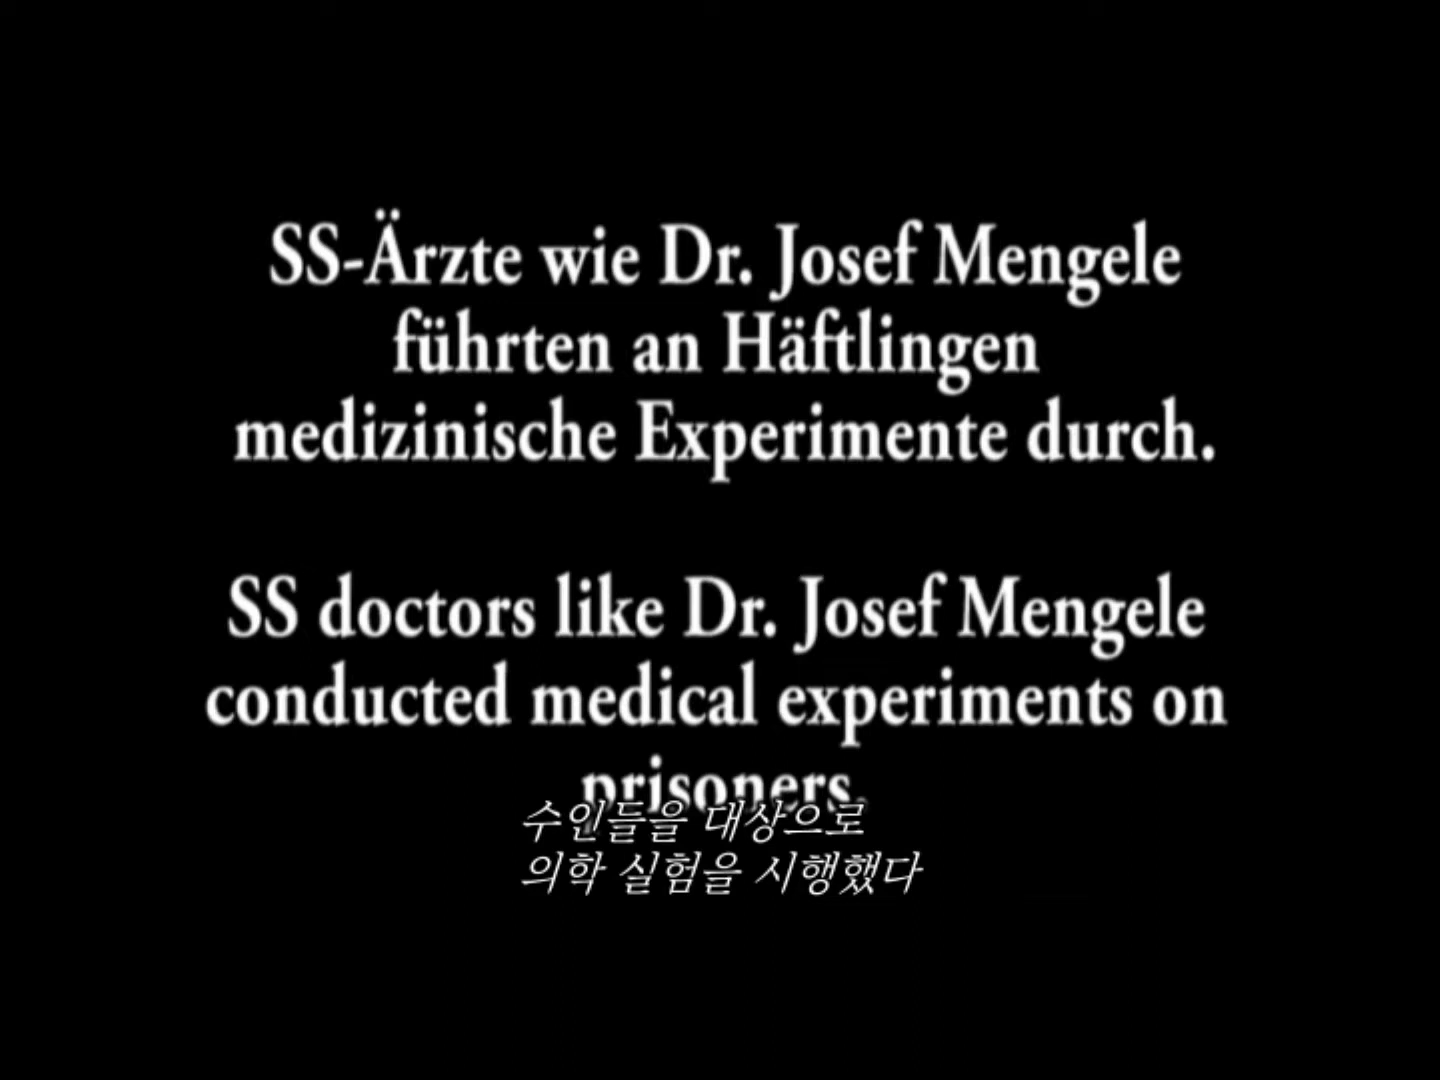 SS-Ärzte wie Dr. Josef Mengele
führten an Häftlingen
medizinische Experimente durch.
SS doctors like Dr. Josef Mengele
conducted medical experiments on
prisoners.
수인들을 대상으로
의학 실험을 시행했다